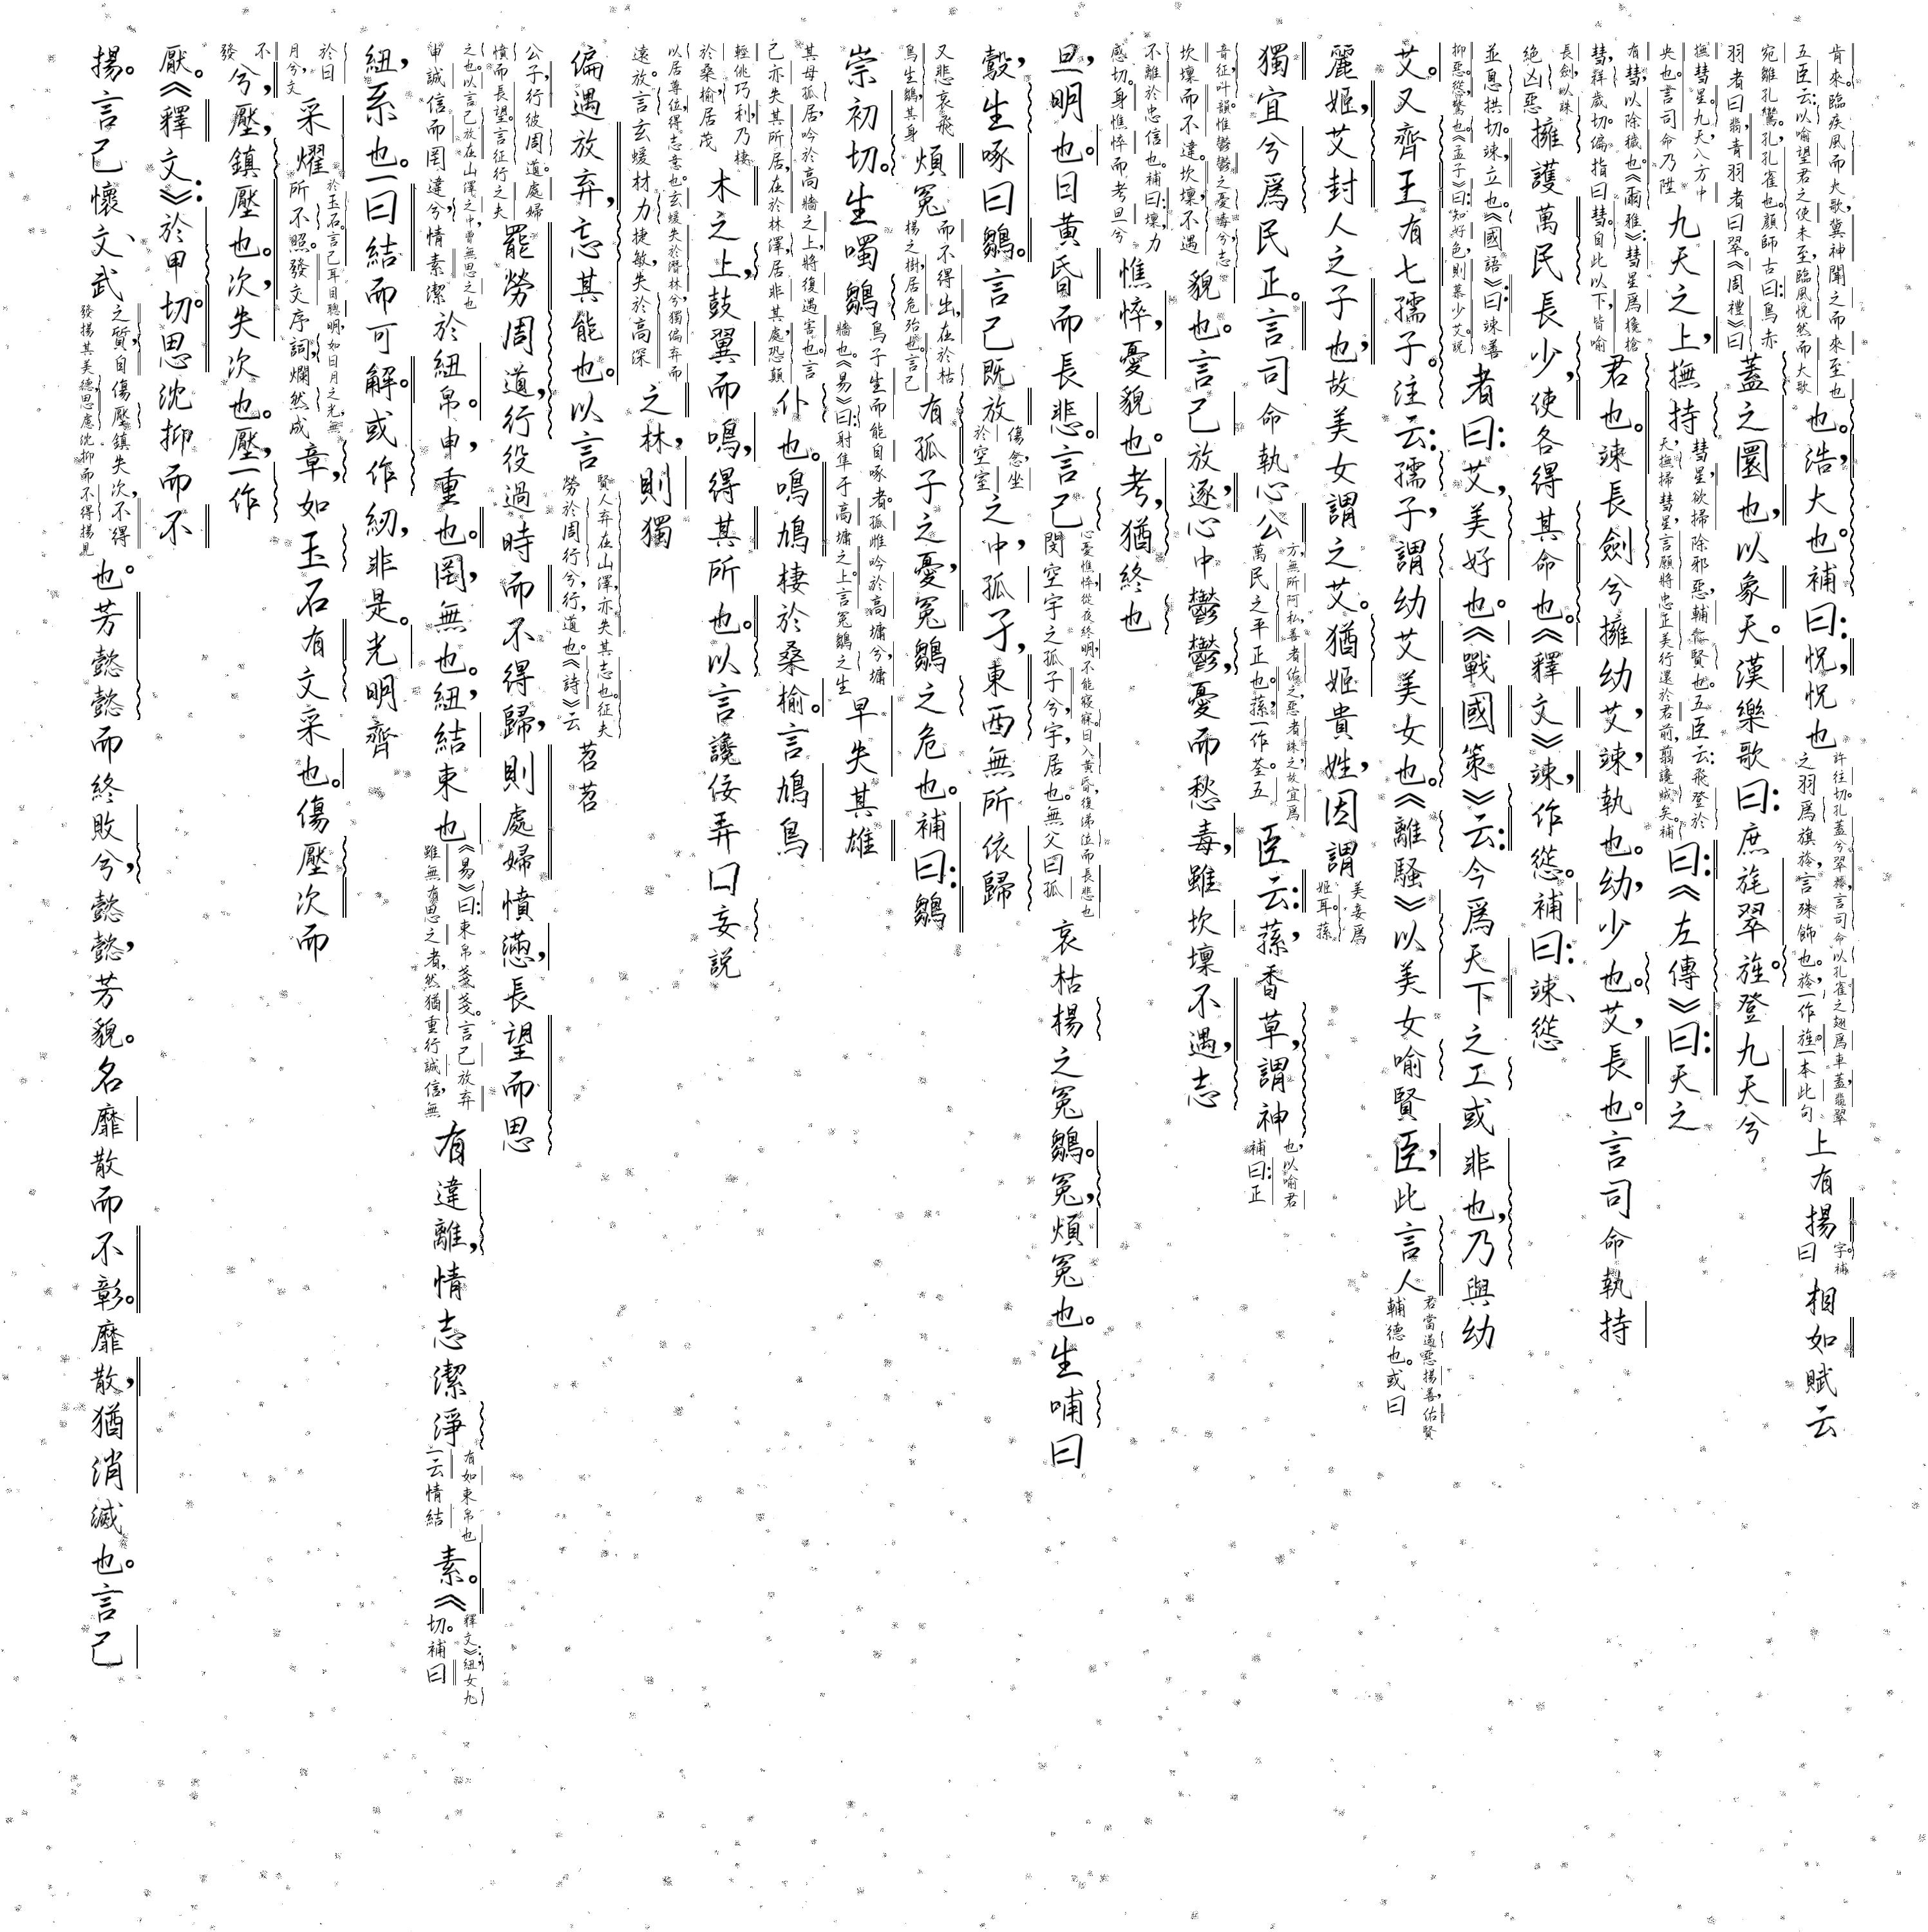 肯來。臨疾風而大歌,冀神聞之而來至也
五臣云:以喻望君之使未至,臨風怳然而大歌
也。浩,大也。補曰:怳,怳也
許往切。孔蓋兮翠旍,言司命以孔雀之翅爲車蓋,翡翠
之羽爲旗旍,言殊飾也。旍一作旌。一本此句
上有揚
字。補
曰
相如賦云
宛雛孔鸞。孔,孔雀也。顏師古曰:鳥赤
羽者曰翡,青羽者曰翠。《周禮》曰
蓋之圜也,以象天。漢樂歌曰:庶旄翠旌。登九天兮
撫彗星。九天,八方中
央也。言司命乃陞
九天之上,撫持
彗星,欲掃除邪惡,輔仁賢也。五臣云:飛登於
天,撫掃彗星,言願將忠正美行還於君前,翦讒賊矣。補
曰:《左傳》曰:天之
有彗,以除穢也。《爾雅》:彗星爲欃槍
彗,祥歲切。偏指曰彗。自此以下,皆喻
君也。竦長劍兮擁幼艾,竦,執也。幼,少也。艾,長也。言司命執持
長劍,以誅
絕凶惡
擁護萬民長少,使各得其命也。《釋文》竦,作慫。補曰:竦、慫
並息拱切。竦,立也。《國語》曰:竦善
抑惡。慫,驚也。《孟子》曰:知好色,則慕少艾。説
者曰:艾,美好也。《戰國策》云:今爲天下之工或非也,乃與幼
艾。又齊王有七孺子。注云:孺子,謂幼艾美女也。《離騷》以美女喻賢臣,此言人
君當遏惡揚善,佑賢
輔德也。或曰
麗姬,艾封人之子也,故美女謂之艾。猶姬貴姓,因謂
美妾爲
姬耳。蓀
獨宜兮爲民正。言司命執心公
方,無所阿私,善者佑之,惡者誅之,故宜爲
萬民之平正也。蓀,一作荃。五
臣云:蓀,香草,謂神
也,以喻君
補曰:正
音征,叶韻。惟鬱鬱之憂毒兮,志
坎壈而不違。坎壈,不遇
貌也。言己放逐,心中鬱鬱,憂而愁毒,雖坎壈不遇,志
不離於忠信也。補曰:壈,力
感切。身憔悴而考旦兮
憔悴,憂貌也。考,猶終也
旦,明也。日黃昏而長悲。言己
心憂憔悴,從夜終明,不能寢寐。日入黃昏,復涕泣而長悲也
閔空宇之孤子兮,宇,居也。無父曰孤
哀枯楊之冤鶵。冤,煩冤也。生哺曰
鷇,生啄曰鶵。言己既放
傷念坐
於空室
之中,孤子,東西無所依歸
又悲哀飛
鳥生鶵,其身
煩冤
而不得出,在於枯
楊之樹,居危殆也。言己
有孤子之憂,冤鶵之危也。補曰:鶵
崇初切。生噣鶵
鳥子生而能自啄者。孤雌吟於高墉兮,墉
牆也。《易》曰:射隼于高墉之上。言冤鶵之生
早失其雄
其母孤居,吟於高牆之上,將復遇害也。言
己亦失其所居,在於林澤,居非其處,恐顛
仆也。鳴鳩棲於桑榆。言鳩鳥
輕佻巧利,乃棲
於桑榆,居茂
木之上,鼓翼而鳴,得其所也。以言讒佞弄口妄説
以居尊位,得志意也。玄蝯失於潛林兮,獨偏弃而
遠放。言玄蝯材力捷敏,失於高深
之林,則獨
偏遇放弃,忘其能也。以言
賢人弃在山澤,亦失其志也。征夫
勞於周行兮,行,道也。《詩》云
苕苕
公子,行彼周道。處婦
憤而長望。言征行之夫
罷勞周道,行役過時而不得歸,則處婦憤懣,長望而思
之也。以言己放在山澤之中,曾無思之也
申誠信而罔違兮,情素潔
於紐帛。申,重也。罔,無也。紐,結束也
《易》曰:束帛戔戔。言己放弃
雖無有思之者,然猶重行誠信,無
有違離,情志潔淨
有如束帛也
一云情結
素。《
釋文》:紐,女九
切。補曰
紐,系也。一曰結而可解。或作紉,非是。光明齊
於日
月兮,文
采燿
於玉石。言己耳目聰明,如日月之光,無
所不照。發文序詞,爛然成
章,如玉石有文采也。傷壓次而
不
發
兮,壓,鎮壓也。次,失次也。壓,一作
厭。《釋文》:於甲切。思沈抑而不
揚。言己懷文、武
之質,自傷壓鎮失次,不得
發揚其美德,思慮沈抑而不得揚見
也。芳懿懿而終敗兮,懿懿,芳貌。名靡散而不彰。靡散,猶消滅也。言己